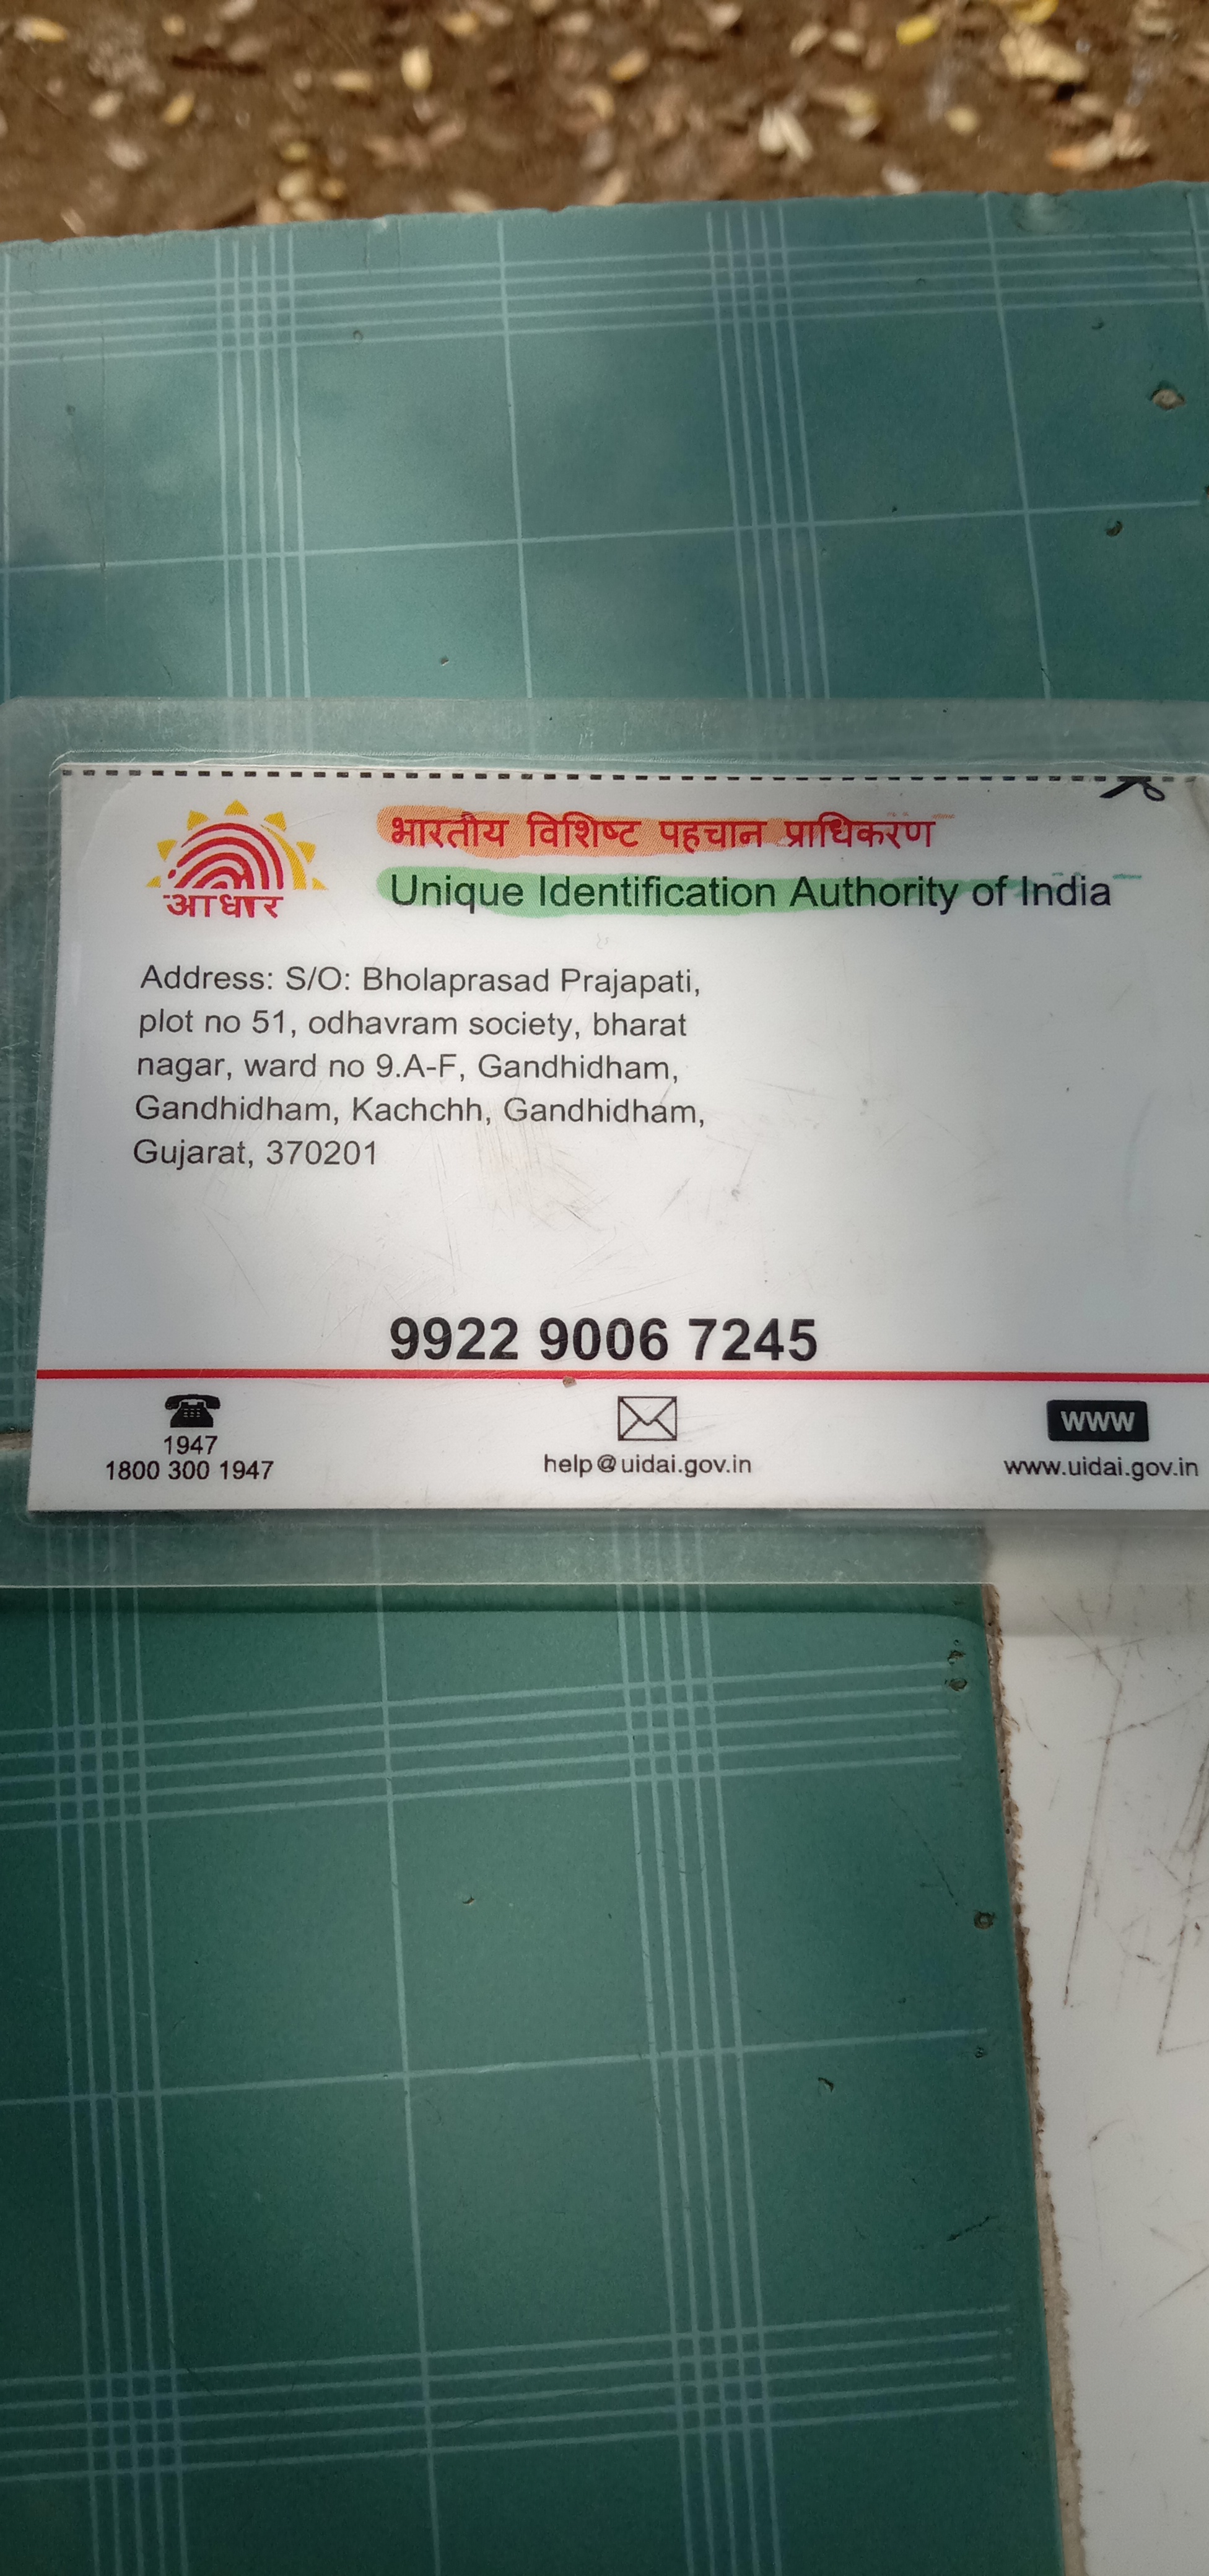 आधार
भारतीय विशिष्ट पहचान प्राधिकरण
Unique Identification Authority of India
Address: S/O: Bholaprasad Prajapati,
plot no 51, odhavram society, bharat
nagar, ward no 9.A-F, Gandhidham,
Gandhidham, Kachchh, Gandhidham,
Gujarat, 370201
9922 9006 7245
1947
1800 300 1947
help@uidai.gov.in
WWW
www.uidai.gov.in